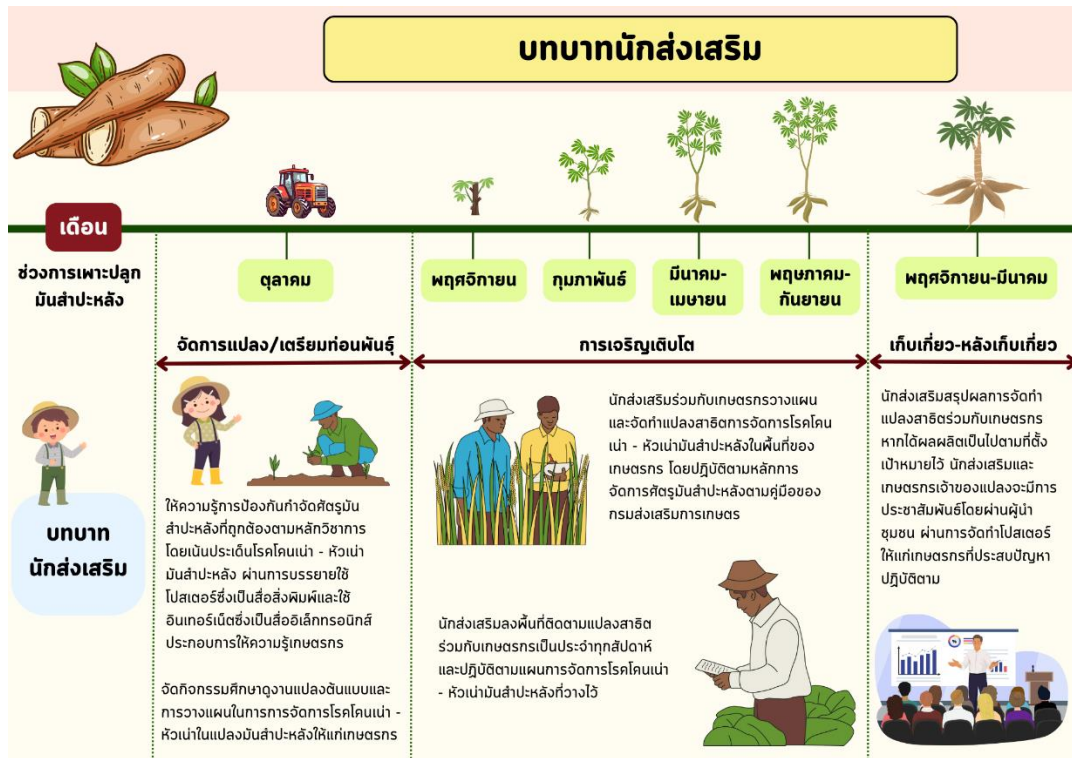 บทบาทนักส่งเสริม
เดือน
ช่วงการเพาะปลูก
มันสำปะหลัง
ตุลาคม
พฤศจิกายน
กุมภาพันธ์
มีนาคม-
เมษายน
พฤษภาคม-
กันยายน
พฤศจิกายน-มีนาคม
จัดการแปลง/เตรียมท่อนพันธุ์
การเจริญเติบโต
เก็บเกี่ยว-หลังเก็บเกี่ยว
บทบาท
นักส่งเสริม
ให้ความรู้การป้องกันกำจัดศัตรูมัน
สำปะหลังที่ถูกต้องตามหลักวิชาการ
โดยเน้นประเด็นโรคโคนเน่า - หัวเน่า
มันสำปะหลัง ผ่านการบรรยายใช้
โปสเตอร์ซึ่งเป็นสื่อสิ่งพิมพ์และใช้
อินเทอร์เน็ตซึ่งเป็นสื่ออิเล็กทรอนิกส์
ประกอบการให้ความรู้เกษตรกร
จัดกิจกรรมศึกษาดูงานแปลงต้นแบบและ
การวางแผนในการการจัดการโรคโคนเน่า -
หัวเน่าในแปลงมันสำปะหลังให้แก่เกษตรกร
นักส่งเสริมร่วมกับเกษตรกรวางแผน
และจัดทำแปลงสาธิตการจัดการโรคโคน
เน่า - หัวเน่ามันสำปะหลังในพื้นที่ของ
เกษตรกร โดยปฏิบัติตามหลักการ
จัดการศัตรูมันสำปะหลังตามคู่มือของ
กรมส่งเสริมการเกษตร
นักส่งเสริมลงพื้นที่ติดตามแปลงสาธิต
ร่วมกับเกษตรกรเป็นประจำทุกสัปดาห์
และปฏิบัติตามแผนการจัดการโรคโคนเน่า
- หัวเน่ามันสำปะหลังที่วางไว้
นักส่งเสริมสรุปผลการจัดทำ
แปลงสาธิตร่วมกับเกษตรกร
หากได้ผลผลิตเป็นไปตามที่ตั้ง
เป้าหมายไว้ นักส่งเสริมและ
เกษตรกรเจ้าของแปลงจะมีการ
ประชาสัมพันธ์โดยผ่านผู้นำ
ชุมชน ผ่านการจัดทำโปสเตอร์
ให้แก่เกษตรกรที่ประสบปัญหา
ปฏิบัติตาม